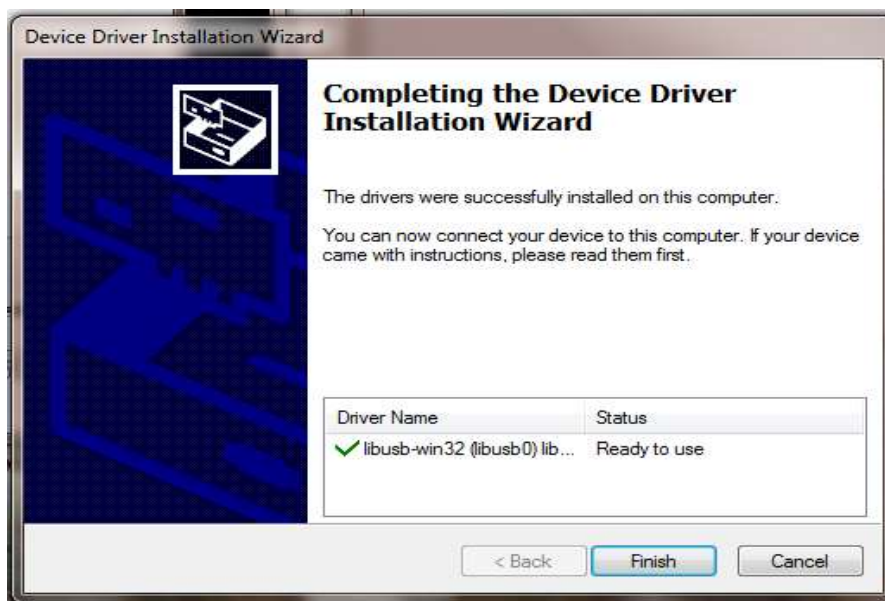 Device Driver Installation Wizard
Completing the Device Driver
Installation Wizard
The drivers were successfully installed on this computer.
You can now connect your device to this computer. If your device
came with instructions, please read them first.
Driver Name Status
libusb-win32 (libusb0) lib... Ready to use
< Back Finish Cancel